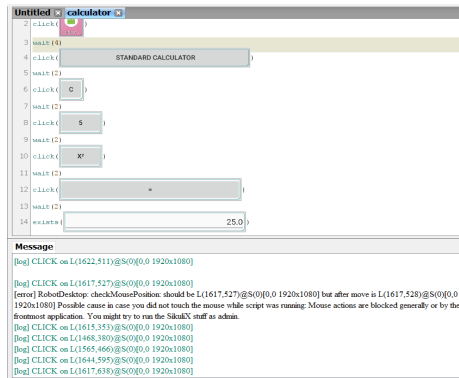 Untitled calculator
2 click( )
3 wait(4)
4 click( STANDARD CALCULATOR )
5 wait(2)
6 click( C )
7 wait(2)
8 click( 5 )
9 wait(2)
10 click( X² )
11 wait(2)
12 click( = )
13 wait(2)
14 exists( 25.0 )
Message
[log] CLICK on L(1622,511)@S(0)[0,0 1920x1080]
[log] CLICK on L(1617,527)@S(0)[0,0 1920x1080]
[error] RobotDesktop: checkMousePosition: should be L(1617,527)@S(0)[0,0 1920x1080] but after move is L(1617,528)@S(0)[0,0
1920x1080] Possible cause in case you did not touch the mouse while script was running: Mouse actions are blocked generally or by the
frontmost application. You might try to run the SikuliX stuff as admin.
[log] CLICK on L(1615,353)@S(0)[0,0 1920x1080]
[log] CLICK on L(1468,380)@S(0)[0,0 1920x1080]
[log] CLICK on L(1565,466)@S(0)[0,0 1920x1080]
[log] CLICK on L(1644,595)@S(0)[0,0 1920x1080]
[log] CLICK on L(1617,638)@S(0)[0,0 1920x1080]